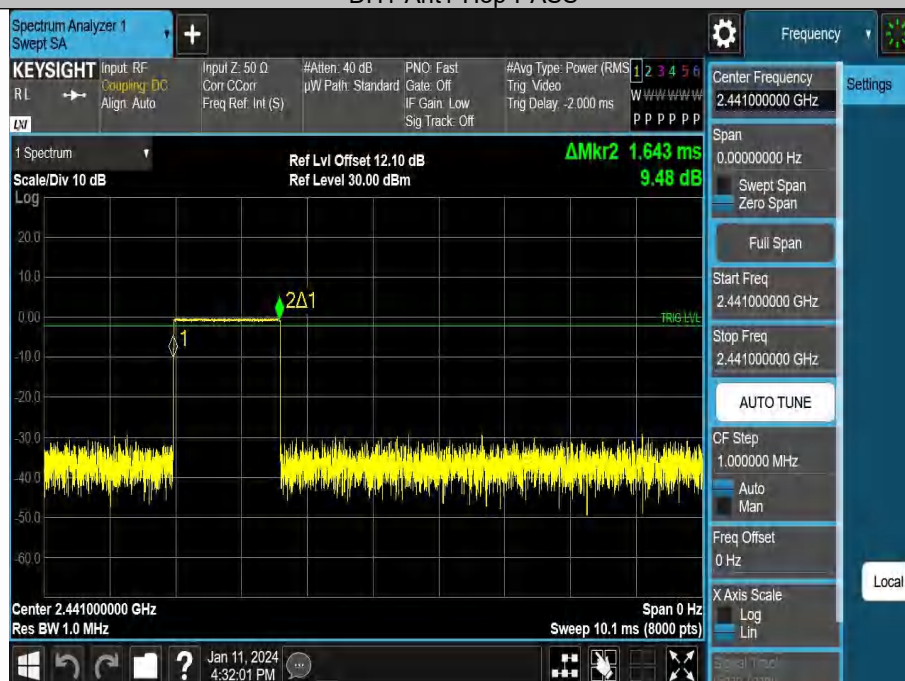 Spectrum Analyzer 1
Swept SA
Frequency
KEYSIGHT
RL
LXI
Input: RF
Coupling: DC
Align: Auto
Input Z: 50 Ω
Corr CCorr
Freq Ref: Int (S)
#Atten: 40 dB
µW Path: Standard
PNO: Fast
Gate: Off
IF Gain: Low
Sig Track: Off
#Avg Type: Power (RMS
Trig: Video
Trig Delay: -2.000 ms
1 2 3 4 5 6
W W W W W W
P P P P P P
1 Spectrum
Scale/Div 10 dB
Ref Lvl Offset 12.10 dB
Ref Level 30.00 dBm
ΔMkr2 1.643 ms
9.48 dB
Log
20.0
10.0
0.00
-10.0
-20.0
-30.0
-40.0
-50.0
-60.0
2Δ1
1
TRIG LVL
Center 2.441000000 GHz
Res BW 1.0 MHz
Span 0 Hz
Sweep 10.1 ms (8000 pts)
Jan 11, 2024
4:32:01 PM
Center Frequency
2.441000000 GHz
Span
0.00000000 Hz
Swept Span
Zero Span
Full Span
Start Freq
2.441000000 GHz
Stop Freq
2.441000000 GHz
AUTO TUNE
CF Step
1.000000 MHz
Auto
Man
Freq Offset
0 Hz
X Axis Scale
Log
Lin
Settings
Local